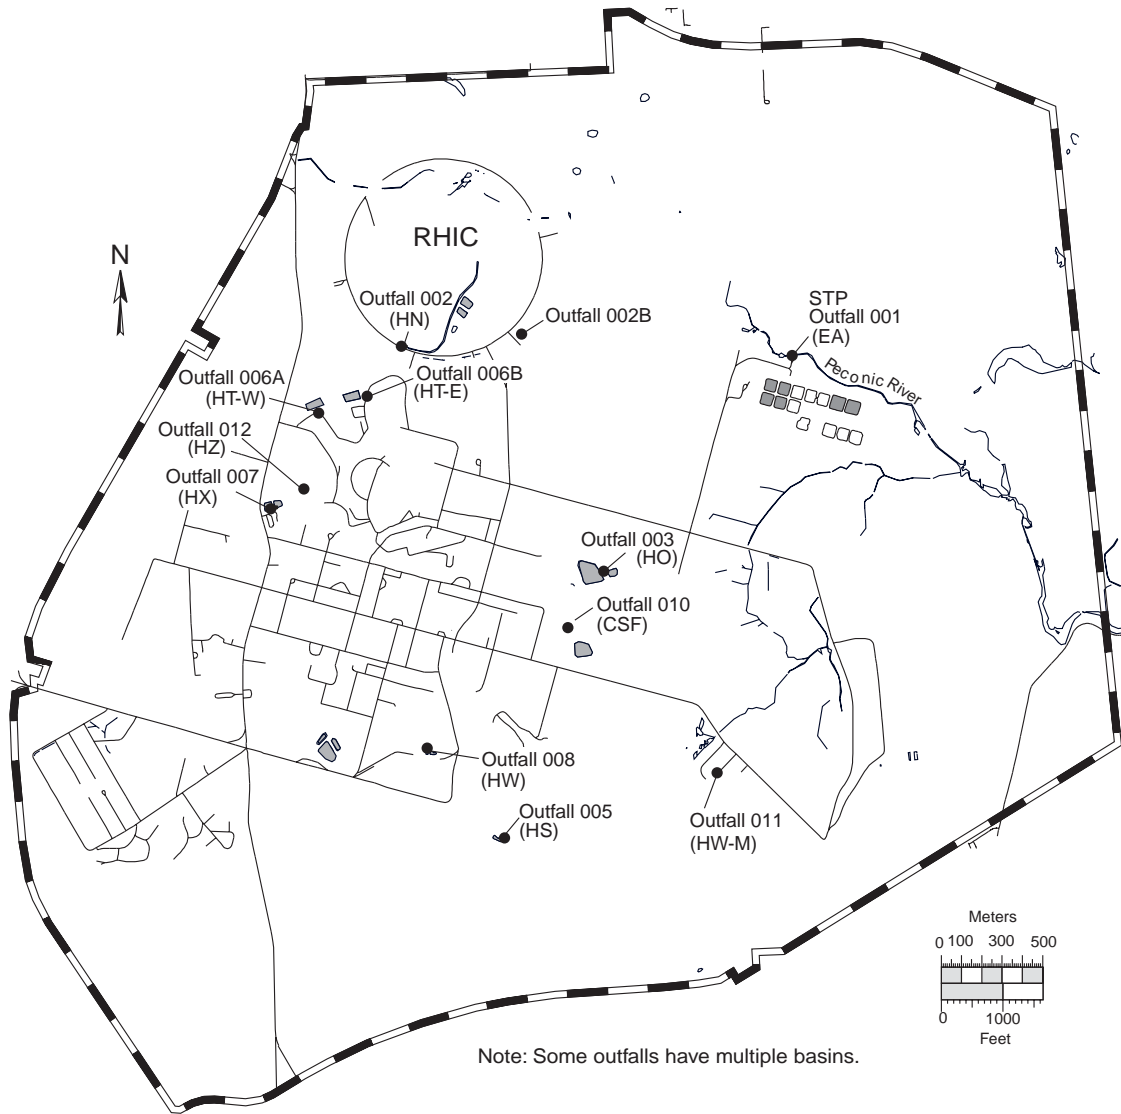 RHIC
N
Outfall 002
(HN)
Outfall 002B
STP
Outfall 001
(EA)
Peconic River
Outfall 006A
(HT-W)
Outfall 006B
(HT-E)
Outfall 012
(HZ)
Outfall 007
(HX)
Outfall 003
(HO)
Outfall 010
(CSF)
Outfall 008
(HW)
Outfall 005
(HS)
Outfall 011
(HW-M)
Meters
0 100 300 500
0 1000
Feet
Note: Some outfalls have multiple basins.